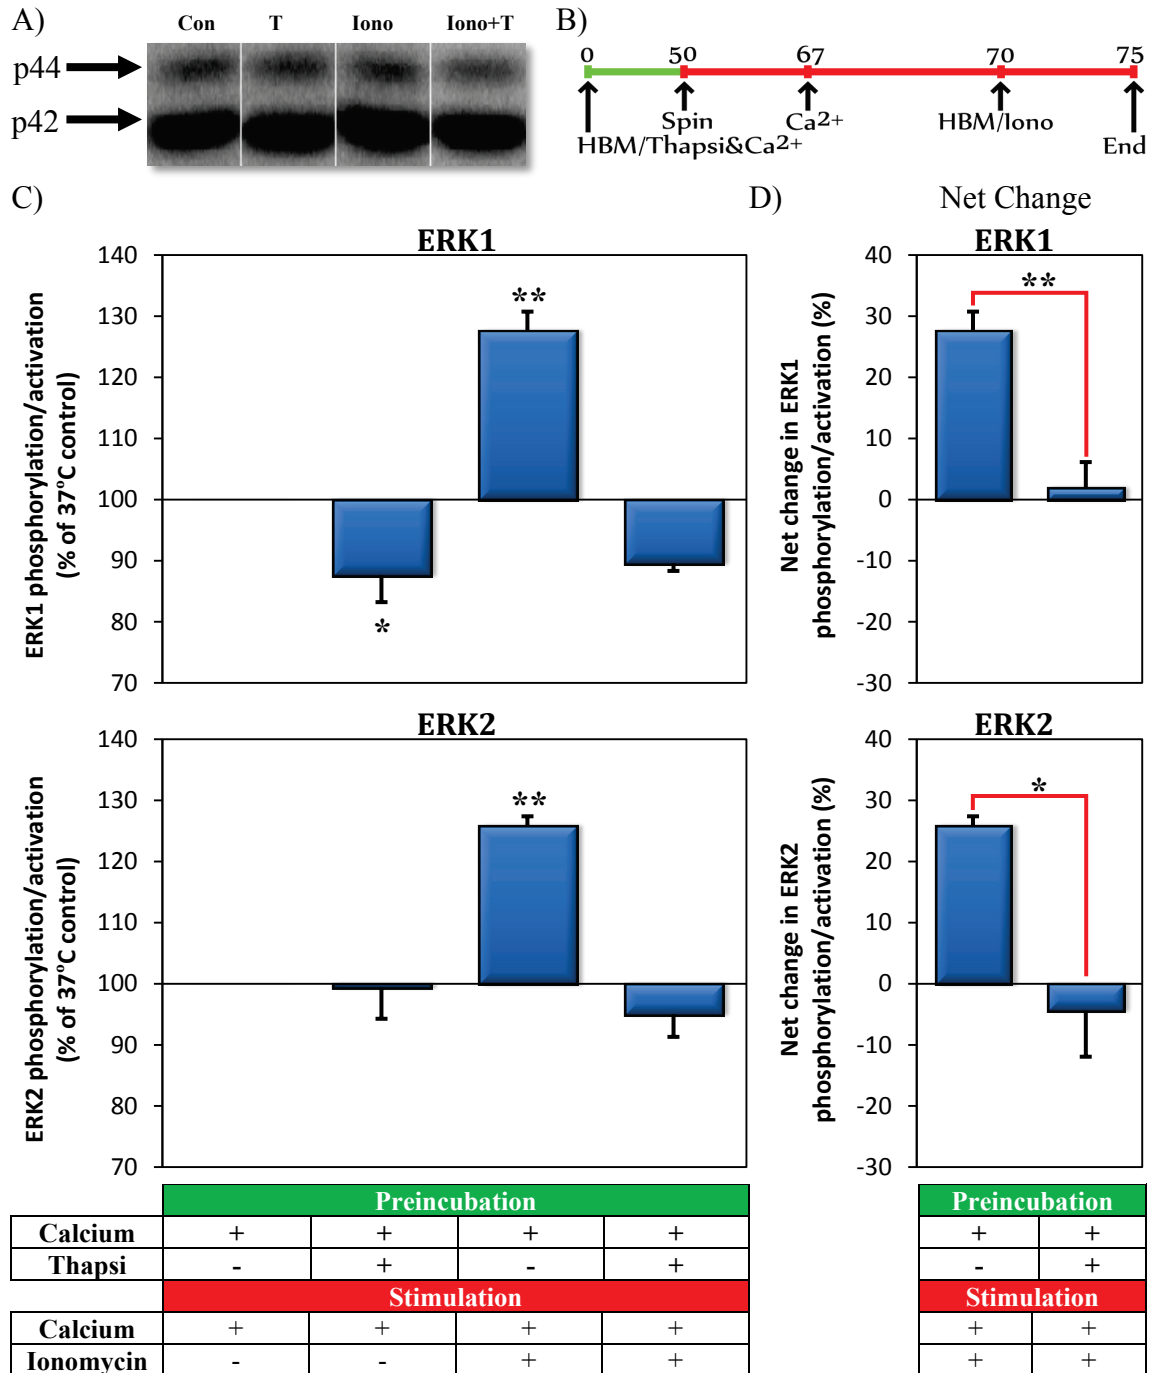 A)
Con T Iono Iono+T
p44
p42
B)
0 50 67 70 75
Spin Ca2+ HBM/Iono
HBM/Thapsi&Ca2+ End
C)
ERK1
ERK1 phosphorylation/activation
(% of 37°C control)
140
130
120
110
100
90
80
70
**
*
D) Net Change
ERK1
Net change in ERK1
phosphorylation/activation (%)
40
30
20
10
0
-10
-20
-30
**
ERK2
ERK2 phosphorylation/activation
(% of 37°C control)
140
130
120
110
100
90
80
70
**
ERK2
Net change in ERK2
phosphorylation/activation (%)
40
30
20
10
0
-10
-20
-30
*
Preincubation
Calcium + + + +
Thapsi - + - +
Stimulation
Calcium + + + +
Ionomycin - - + +
Preincubation
+ +
- +
Stimulation
+ +
+ +